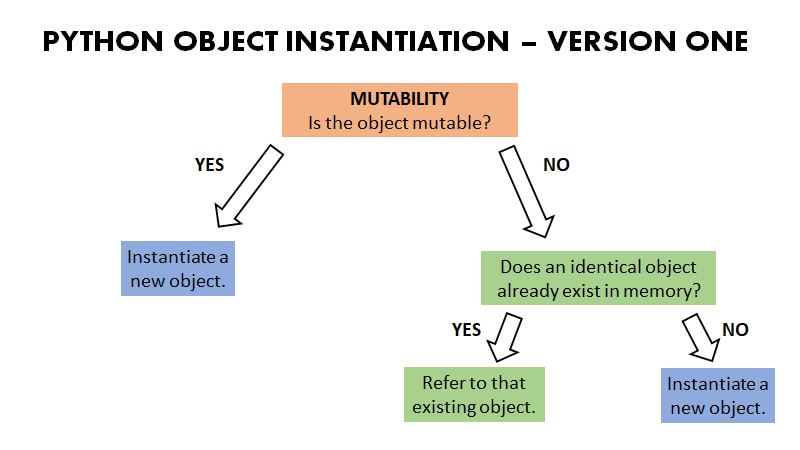 PYTHON OBJECT INSTANTIATION – VERSION ONE
MUTABILITY
Is the object mutable?
YES
NO
Instantiate a
new object.
Does an identical object
already exist in memory?
YES
NO
Refer to that
existing object.
Instantiate a
new object.